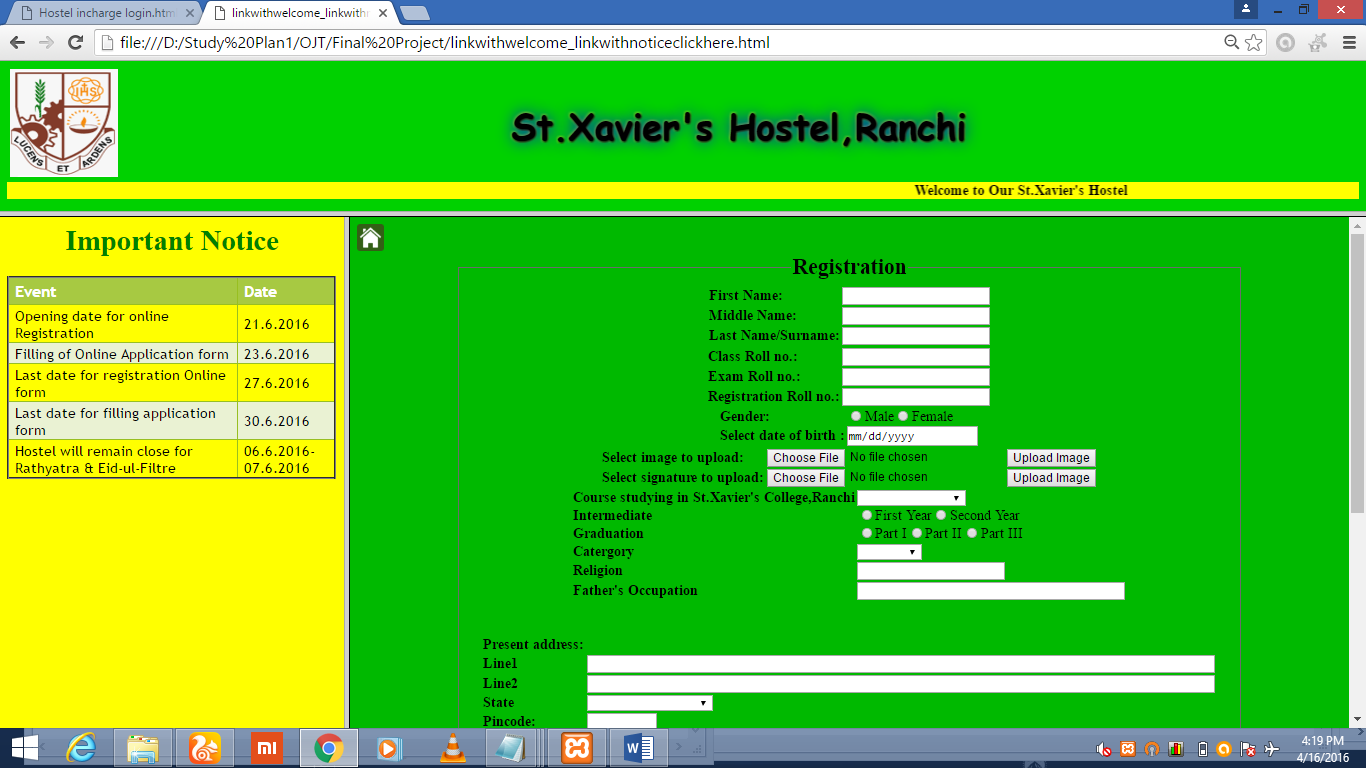 Hostel incharge login.htm
linkwithwelcome_linkwith
file:///D:/Study%20Plan1/OJT/Final%20Project/linkwithwelcome_linkwithnoticeclickhere.html
IHS
LUCENS ET ARDENS
St.Xavier's Hostel,Ranchi
Welcome to Our St.Xavier's Hostel
Important Notice
Event Date
Opening date for online
Registration 21.6.2016
Filling of Online Application form 23.6.2016
Last date for registration Online
form 27.6.2016
Last date for filling application
form 30.6.2016
Hostel will remain close for 06.6.2016-
Rathyatra & Eid-ul-Filtre 07.6.2016
Registration
First Name:
Middle Name:
Last Name/Surname:
Class Roll no.:
Exam Roll no.:
Registration Roll no.:
Gender: Male Female
Select date of birth : mm/dd/yyyy
Select image to upload: Choose File No file chosen Upload Image
Select signature to upload: Choose File No file chosen Upload Image
Course studying in St.Xavier's College,Ranchi
Intermediate First Year Second Year
Graduation Part I Part II Part III
Catergory
Religion
Father's Occupation
Present address:
Line1
Line2
State
Pincode:
mi
4:19 PM
4/16/2016